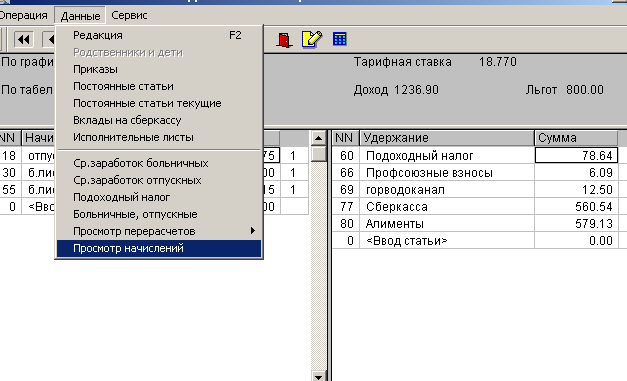 Операция Данные Сервис
Редакция F2
Родственники и дети
Приказы
Постоянные статьи
Постоянные статьи текущие
Вклады на сберкассу
Исполнительные листы
Ср.заработок больничных
Ср.заработок отпускных
Подоходный налог
Больничные, отпускные
Просмотр перерасчетов
Просмотр начислений
По графи
Тарифная ставка 18.770
По табел
Доход 1236.90 Льгот 800.00
NN Начи
18 отпус 75 1
30 б.лис 00 1
55 б.лис 15 1
0 <Вво 00
NN Удержание Сумма
60 Подоходный налог 78.64
66 Профсоюзные взносы 6.09
69 горводоканал 12.50
77 Сберкасса 560.54
80 Алименты 579.13
0 <Ввод статьи> 0.00